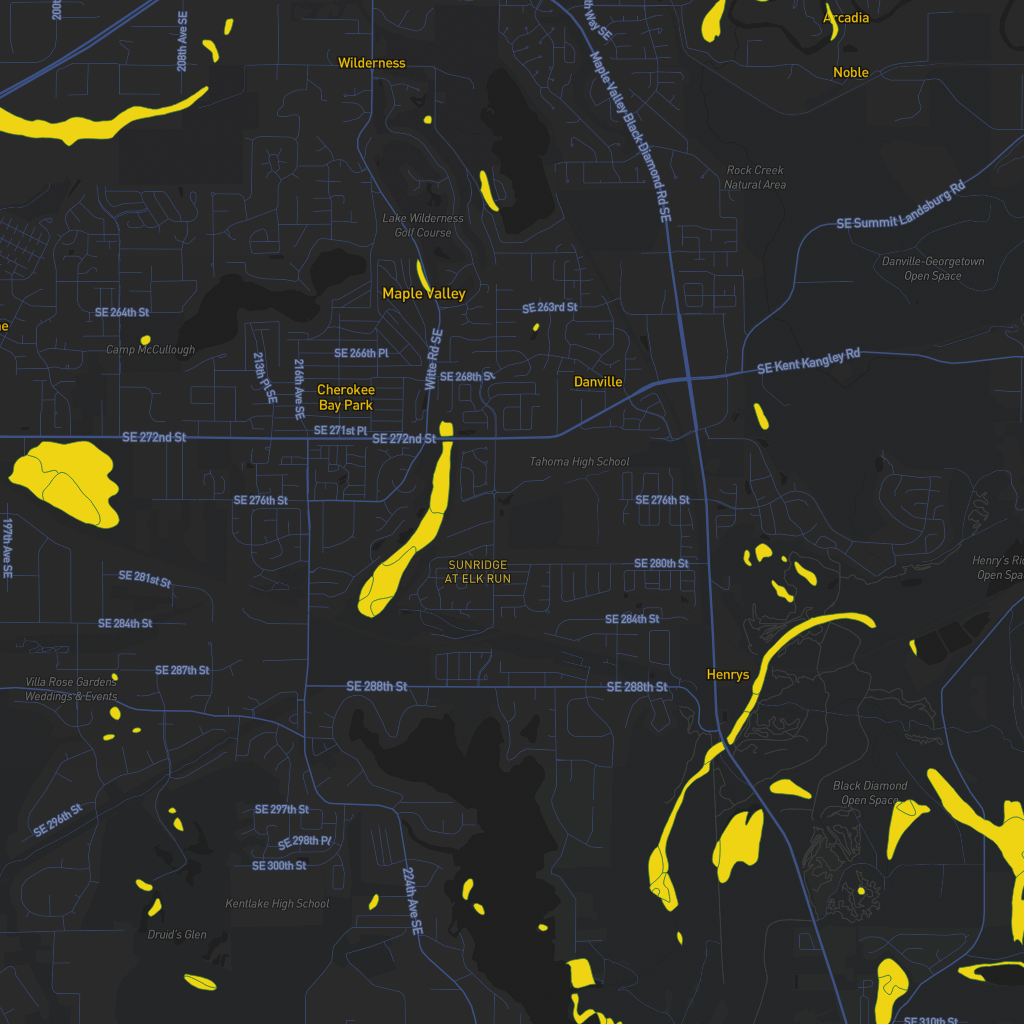 208th Ave SE
Way SE
Arcadia
Wilderness
Noble
Maple Valley Black Diamond Rd SE
Rock Creek
Natural Area
SE Summit Landsburg Rd
Lake Wilderness
Golf Course
Danville-Georgetown
Open Space
Maple Valley
SE 264th St
SE 263rd St
Camp McCullough
SE 266th Pl
Witte Rd SE
SE Kent Kangley Rd
213th Pl SE
216th Ave SE
SE 268th St
Danville
Cherokee
Bay Park
SE 272nd St
SE 271st Pl
SE 272nd St
Tahoma High School
SE 276th St
SE 276th St
197th Ave SE
SE 281st St
SUNRIDGE
AT ELK RUN
SE 280th St
SE 284th St
SE 284th St
SE 287th St
Villa Rose Gardens
Weddings & Events
SE 288th St
SE 288th St
Henrys
Black Diamond
Open Space
SE 296th St
SE 297th St
SE 298th Pl
SE 300th St
Kentlake High School
224th Ave SE
Druid's Glen
SE 310th St